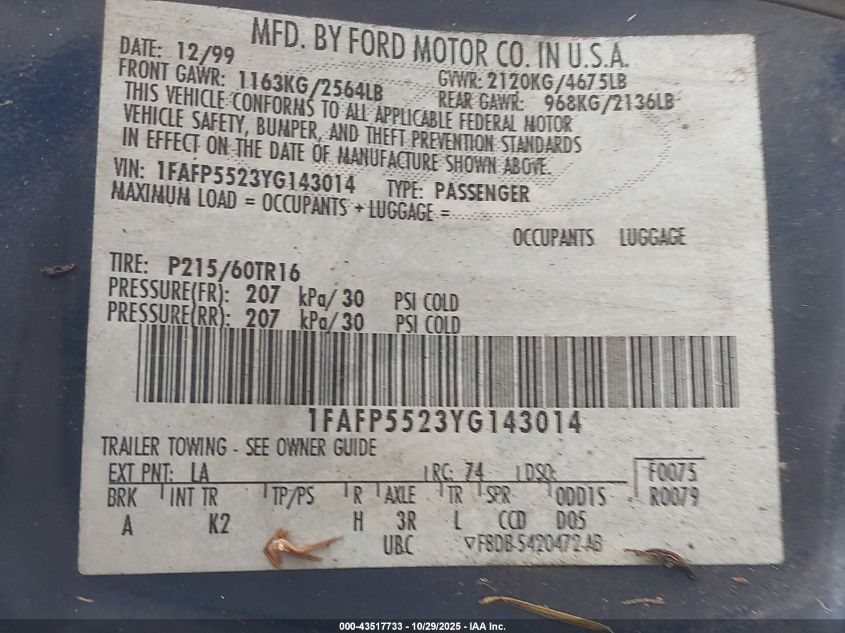 MFD. BY FORD MOTOR CO. IN U.S.A.
DATE: 12/99
FRONT GAWR: 1163KG/2564LB
GVWR: 2120KG/4675LB
REAR GAWR: 968KG/2136LB
THIS VEHICLE CONFORMS TO ALL APPLICABLE FEDERAL MOTOR
VEHICLE SAFETY, BUMPER, AND THEFT PREVENTION STANDARDS
IN EFFECT ON THE DATE OF MANUFACTURE SHOWN ABOVE.
VIN: 1FAFP5523YG143014 TYPE: PASSENGER
MAXIMUM LOAD = OCCUPANTS + LUGGAGE =
OCCUPANTS LUGGAGE
TIRE: P215/60TR16
PRESSURE(FR): 207 kPa/30 PSI COLD
PRESSURE(RR): 207 kPa/30 PSI COLD
1FAFP5523YG143014
TRAILER TOWING - SEE OWNER GUIDE
EXT PNT: LA RC: 74 DSO: F0075
BRK INT TR TP/PS R AXLE TR SPR ODD1S R0079
A K2 H 3R L CCD D05
UBC ▽F8DB-5420472-AB
000-43517733 - 10/29/2025 - IAA Inc.